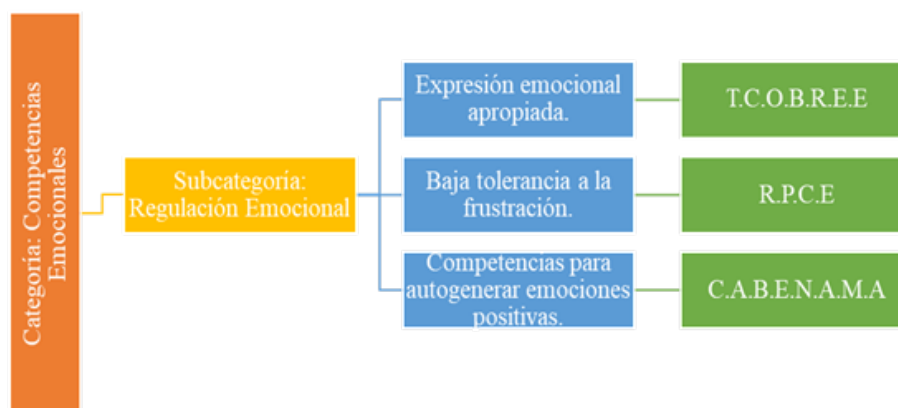 Categoría: Competencias
Emocionales
Subcategoría:
Regulación Emocional
Expresión emocional
apropiada.
T.C.O.B.R.E.E
Baja tolerancia a la
frustración.
R.P.C.E
Competencias para
autogenerar emociones
positivas.
C.A.B.E.N.A.M.A